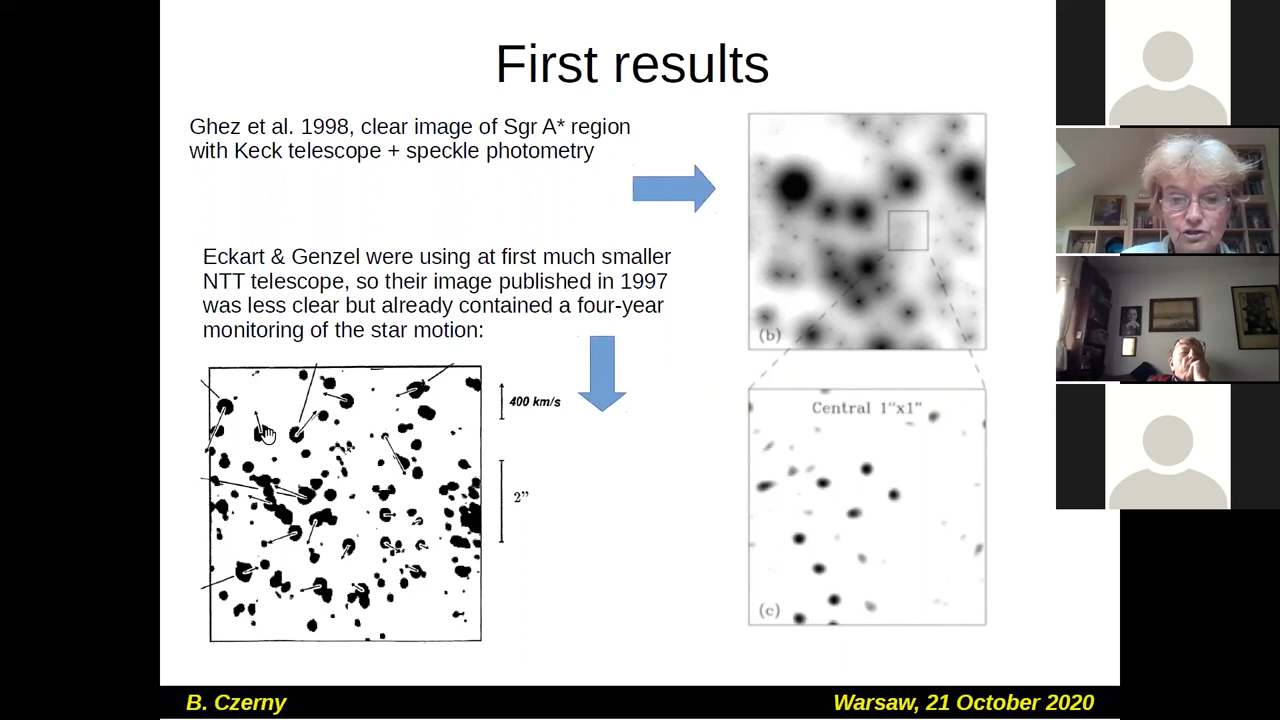 First results
Ghez et al. 1998, clear image of Sgr A* region
with Keck telescope + speckle photometry
Eckart & Genzel were using at first much smaller
NTT telescope, so their image published in 1997
was less clear but already contained a four-year
monitoring of the star motion:
400 km/s
2”
(b)
Central 1”x1”
(c)
B. Czerny
Warsaw, 21 October 2020